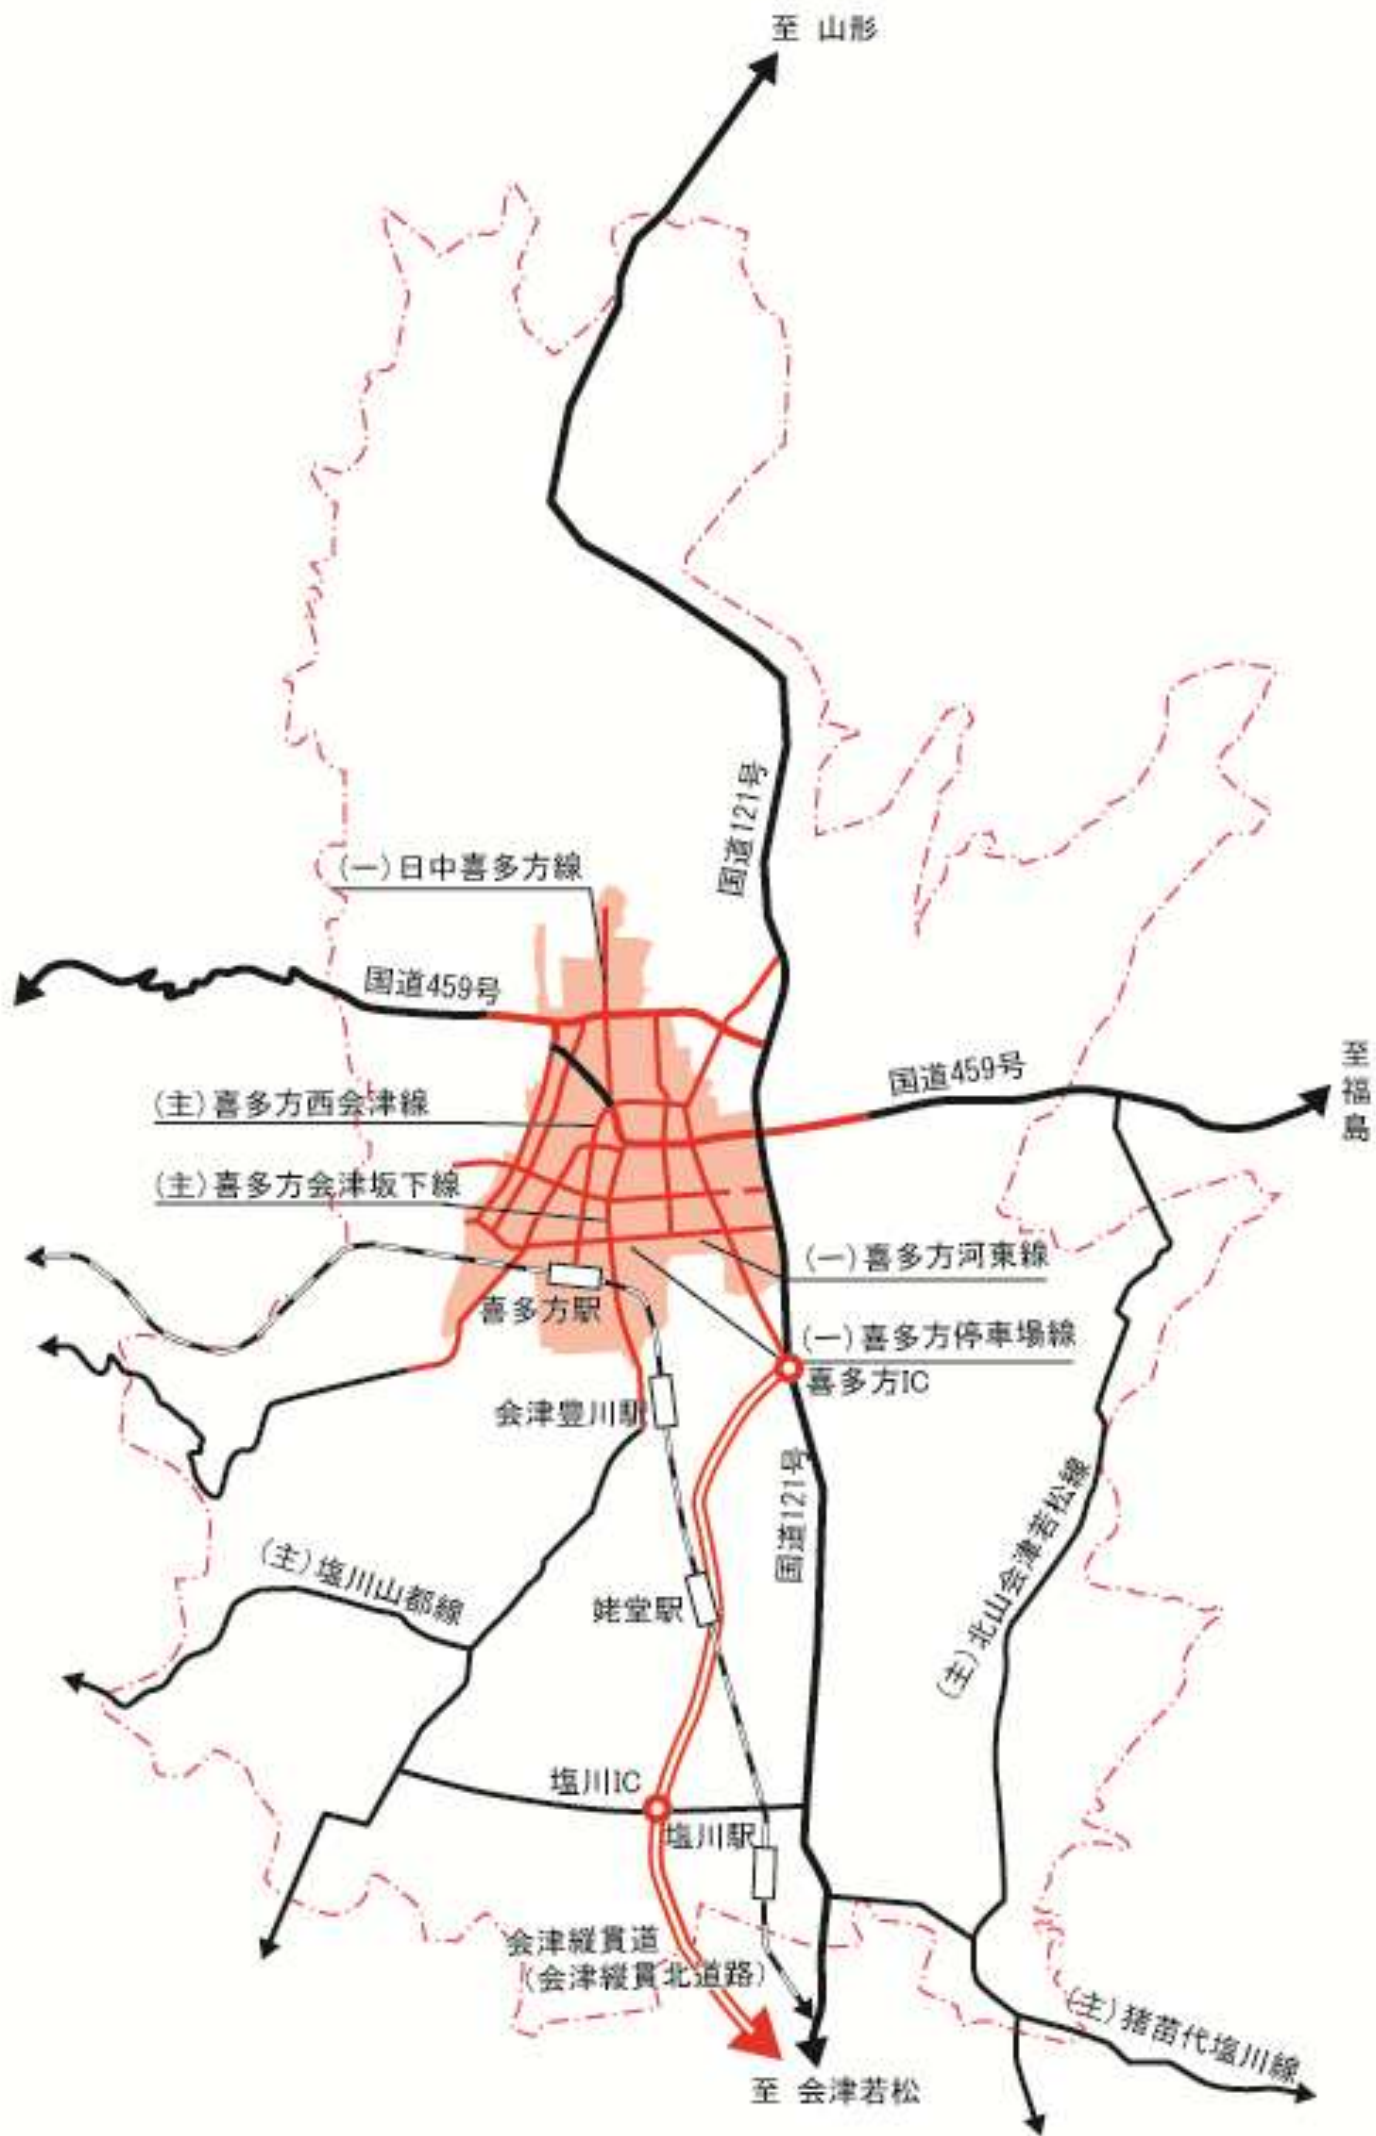 至 山形
国道121号
(一)日中喜多方線
国道459号
国道459号
至福島
(主)喜多方西会津線
(主)喜多方会津坂下線
(一)喜多方河東線
喜多方駅
(一)喜多方停車場線
喜多方IC
会津豊川駅
国道121号
(主)北山会津若松線
(主)塩川山都線
姥堂駅
塩川IC
塩川駅
会津縦貫道
(会津縦貫北道路)
(主)猪苗代塩川線
至 会津若松